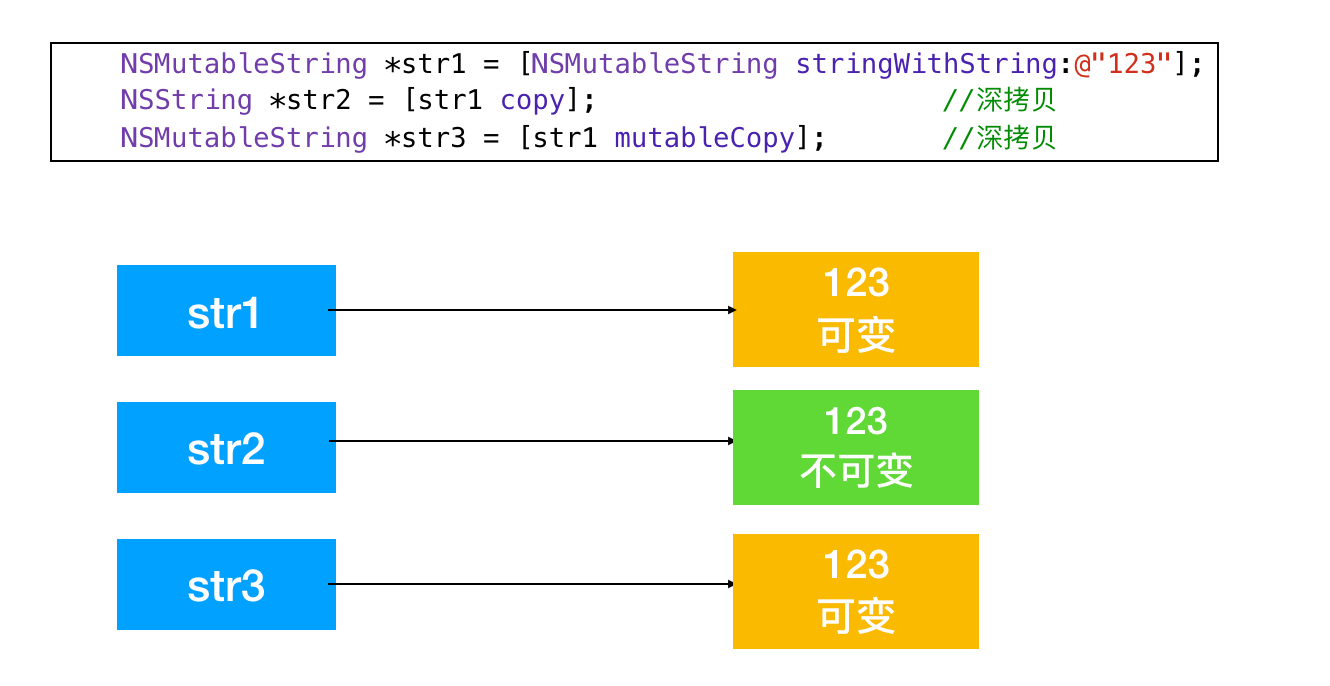 NSMutableString *str1 = [NSMutableString stringWithString:@"123"];
NSString *str2 = [str1 copy]; //深拷贝
NSMutableString *str3 = [str1 mutableCopy]; //深拷贝
str1
123
可变
str2
123
不可变
str3
123
可变